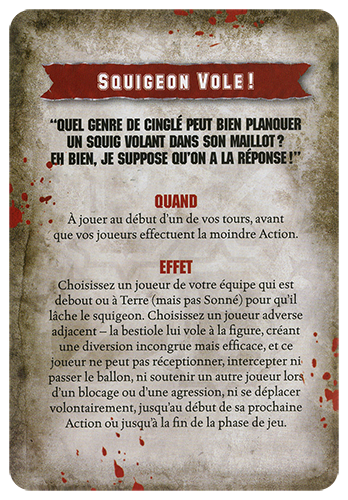 SQUIGEON VOLE !
“QUEL GENRE DE CINGLÉ PEUT BIEN PLANQUER
UN SQUIG VOLANT DANS SON MAILLOT ?
EH BIEN, JE SUPPOSE QU'ON A LA RÉPONSE !”
QUAND
À jouer au début d'un de vos tours, avant
que vos joueurs effectuent la moindre Action.
EFFET
Choisissez un joueur de votre équipe qui est
debout ou à Terre (mais pas Sonné) pour qu'il
lâche le squigeon. Choisissez un joueur adverse
adjacent – la bestiole lui vole à la figure, créant
une diversion incongrue mais efficace, et ce
joueur ne peut pas réceptionner, intercepter ni
passer le ballon, ni soutenir un autre joueur lors
d'un blocage ou d'une agression, ni se déplacer
volontairement, jusqu'au début de sa prochaine
Action ou jusqu'à la fin de la phase de jeu.